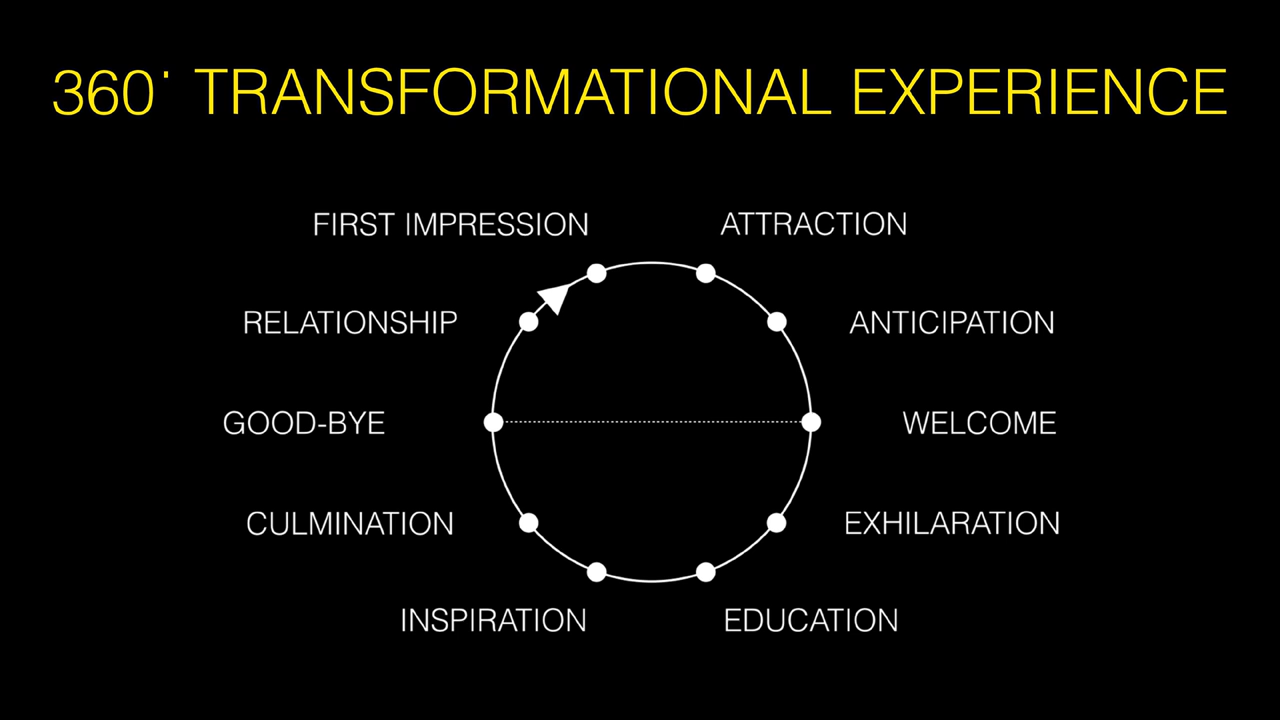 360˙ TRANSFORMATIONAL EXPERIENCE
FIRST IMPRESSION
ATTRACTION
RELATIONSHIP
ANTICIPATION
GOOD-BYE
WELCOME
CULMINATION
EXHILARATION
INSPIRATION
EDUCATION